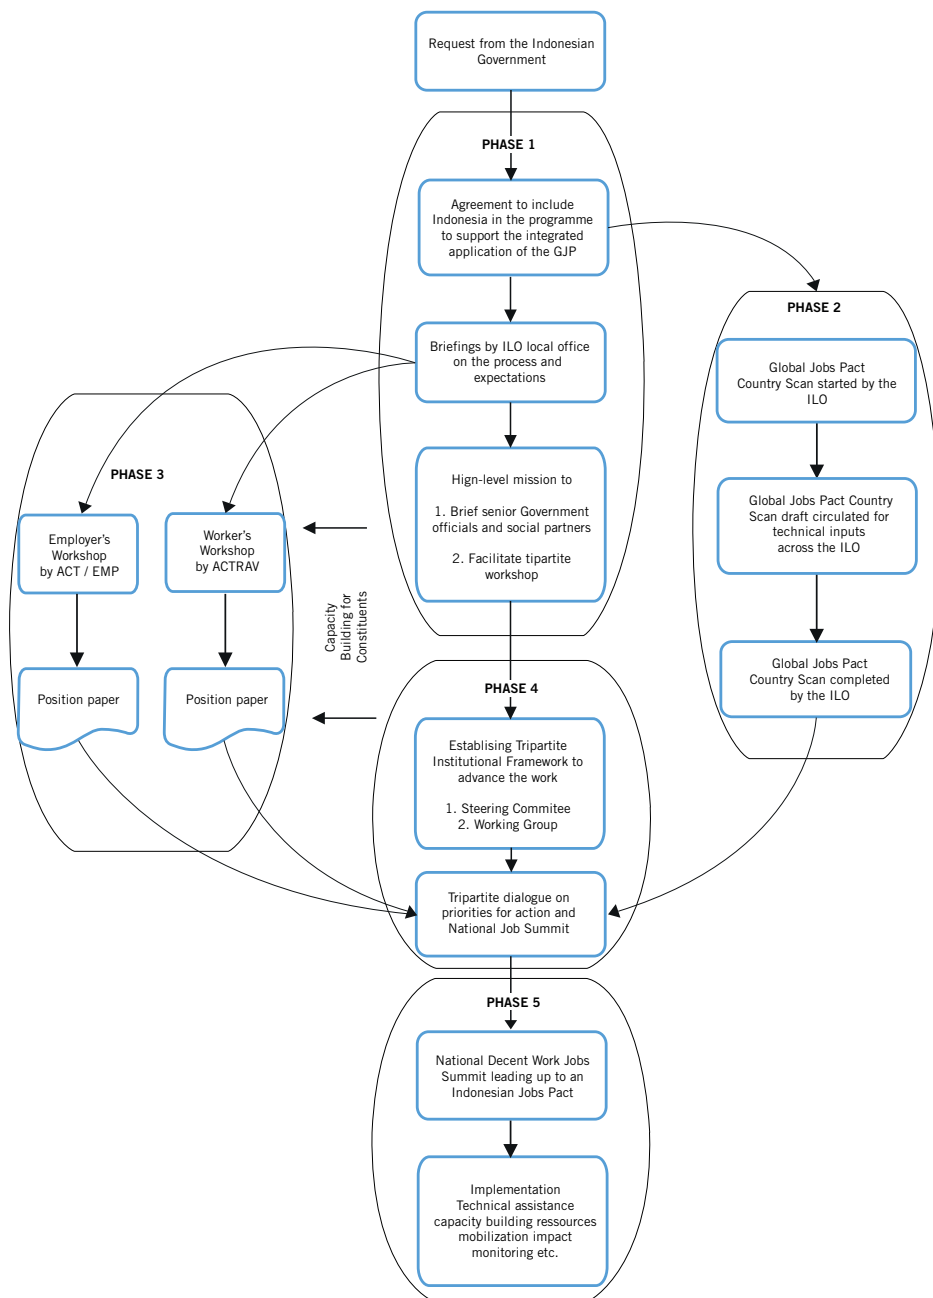 Request from the Indonesian
Government
PHASE 1
Agreement to include
Indonesia in the programme
to support the integrated
application of the GJP
Briefings by ILO local office
on the process and
expectations
Hign-level mission to
1. Brief senior Government
officials and social partners
2. Facilitate tipartite
workshop
PHASE 2
Global Jobs Pact
Country Scan started by the
ILO
Global Jobs Pact Country
Scan draft circulated for
technical inputs
across the ILO
Global Jobs Pact
Country Scan completed
by the ILO
PHASE 3
Employer's
Workshop
by ACT / EMP
Worker's
Workshop
by ACTRAV
Position paper
Position paper
Capacity
Building for
Constituents
PHASE 4
Establising Tripartite
Institutional Framework to
advance the work
1. Steering Commitee
2. Working Group
Tripartite dialogue on
priorities for action and
National Job Summit
PHASE 5
National Decent Work Jobs
Summit leading up to an
Indonesian Jobs Pact
Implementation
Technical assistance
capacity building ressources
mobilization impact
monitoring etc.